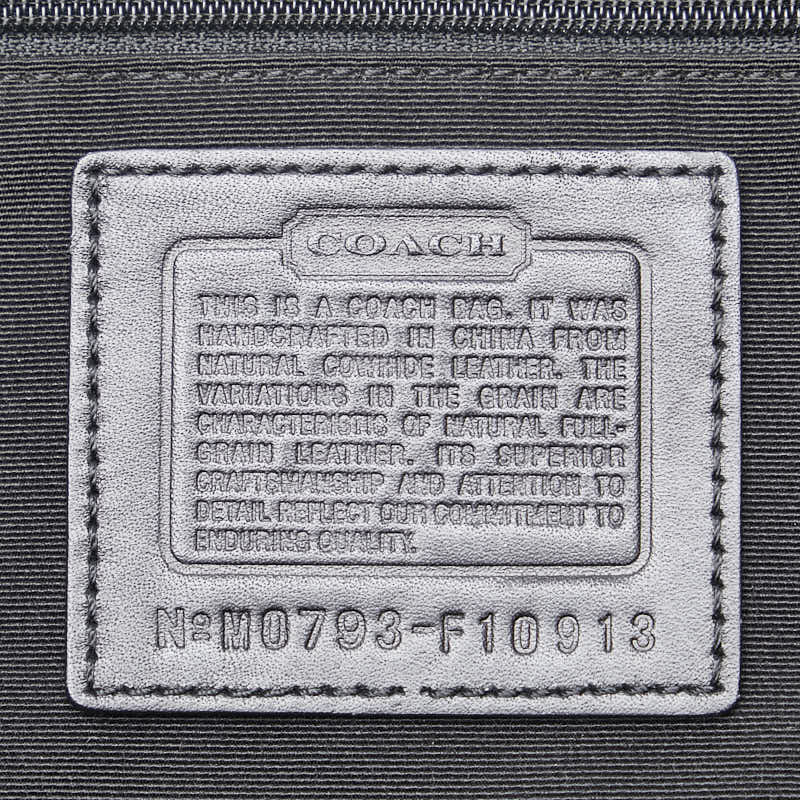 COACH
THIS IS A COACH BAG. IT WAS
HANDCRAFTED IN CHINA FROM
NATURAL COWHIDE LEATHER. THE
VARIATIONS IN THE GRAIN ARE
CHARACTERISTIC OF NATURAL FULL-
GRAIN LEATHER. ITS SUPERIOR
CRAFTSMANSHIP AND ATTENTION TO
DETAIL REFLECT OUR COMMITMENT TO
ENDURING QUALITY.
Nº M0793-F10913